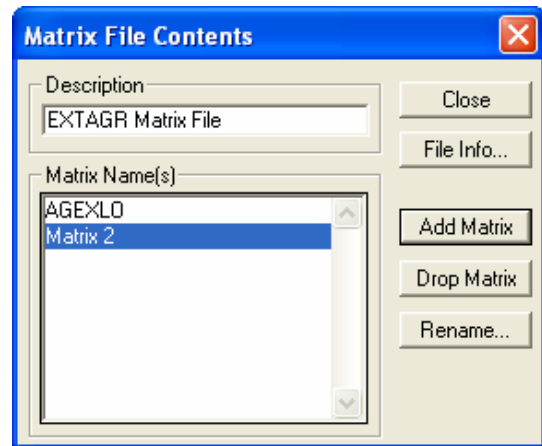 Matrix File Contents
Description
EXTAGR Matrix File
Close
File Info...
Matrix Name(s)
AGEXLO
Matrix 2
Add Matrix
Drop Matrix
Rename...